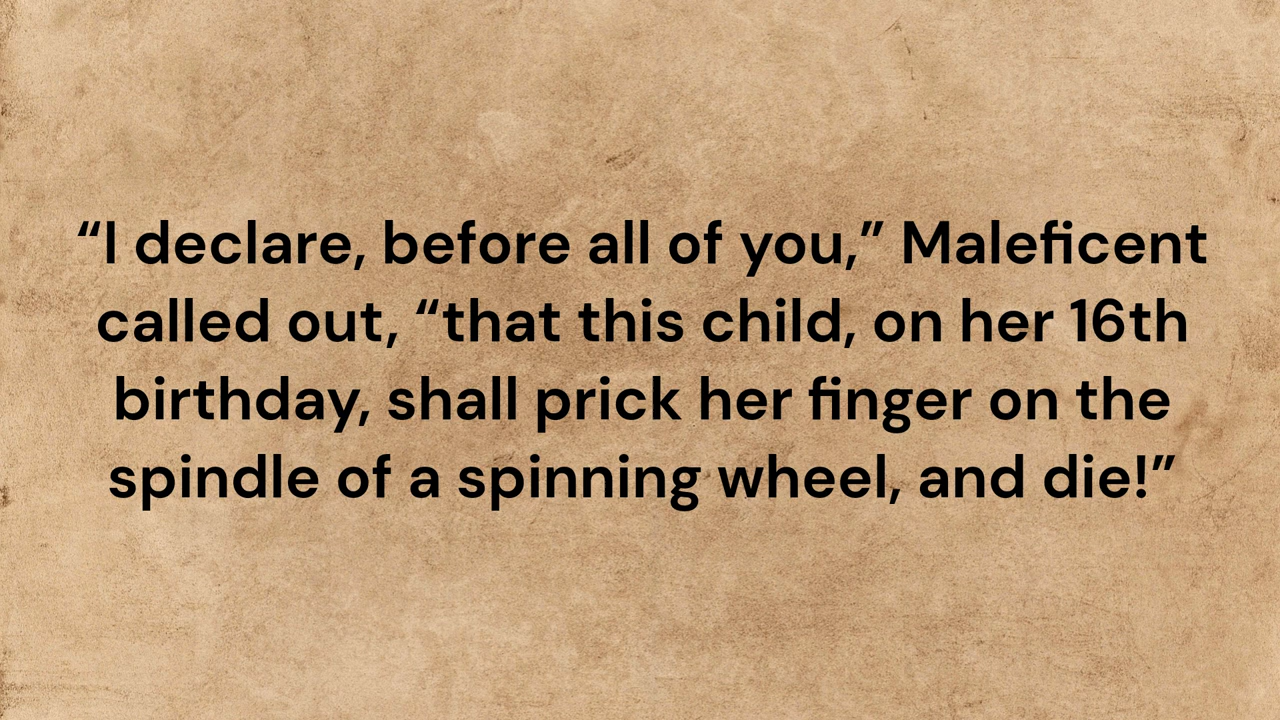 “I declare, before all of you,” Maleficent
called out, “that this child, on her 16th
birthday, shall prick her finger on the
spindle of a spinning wheel, and die!”